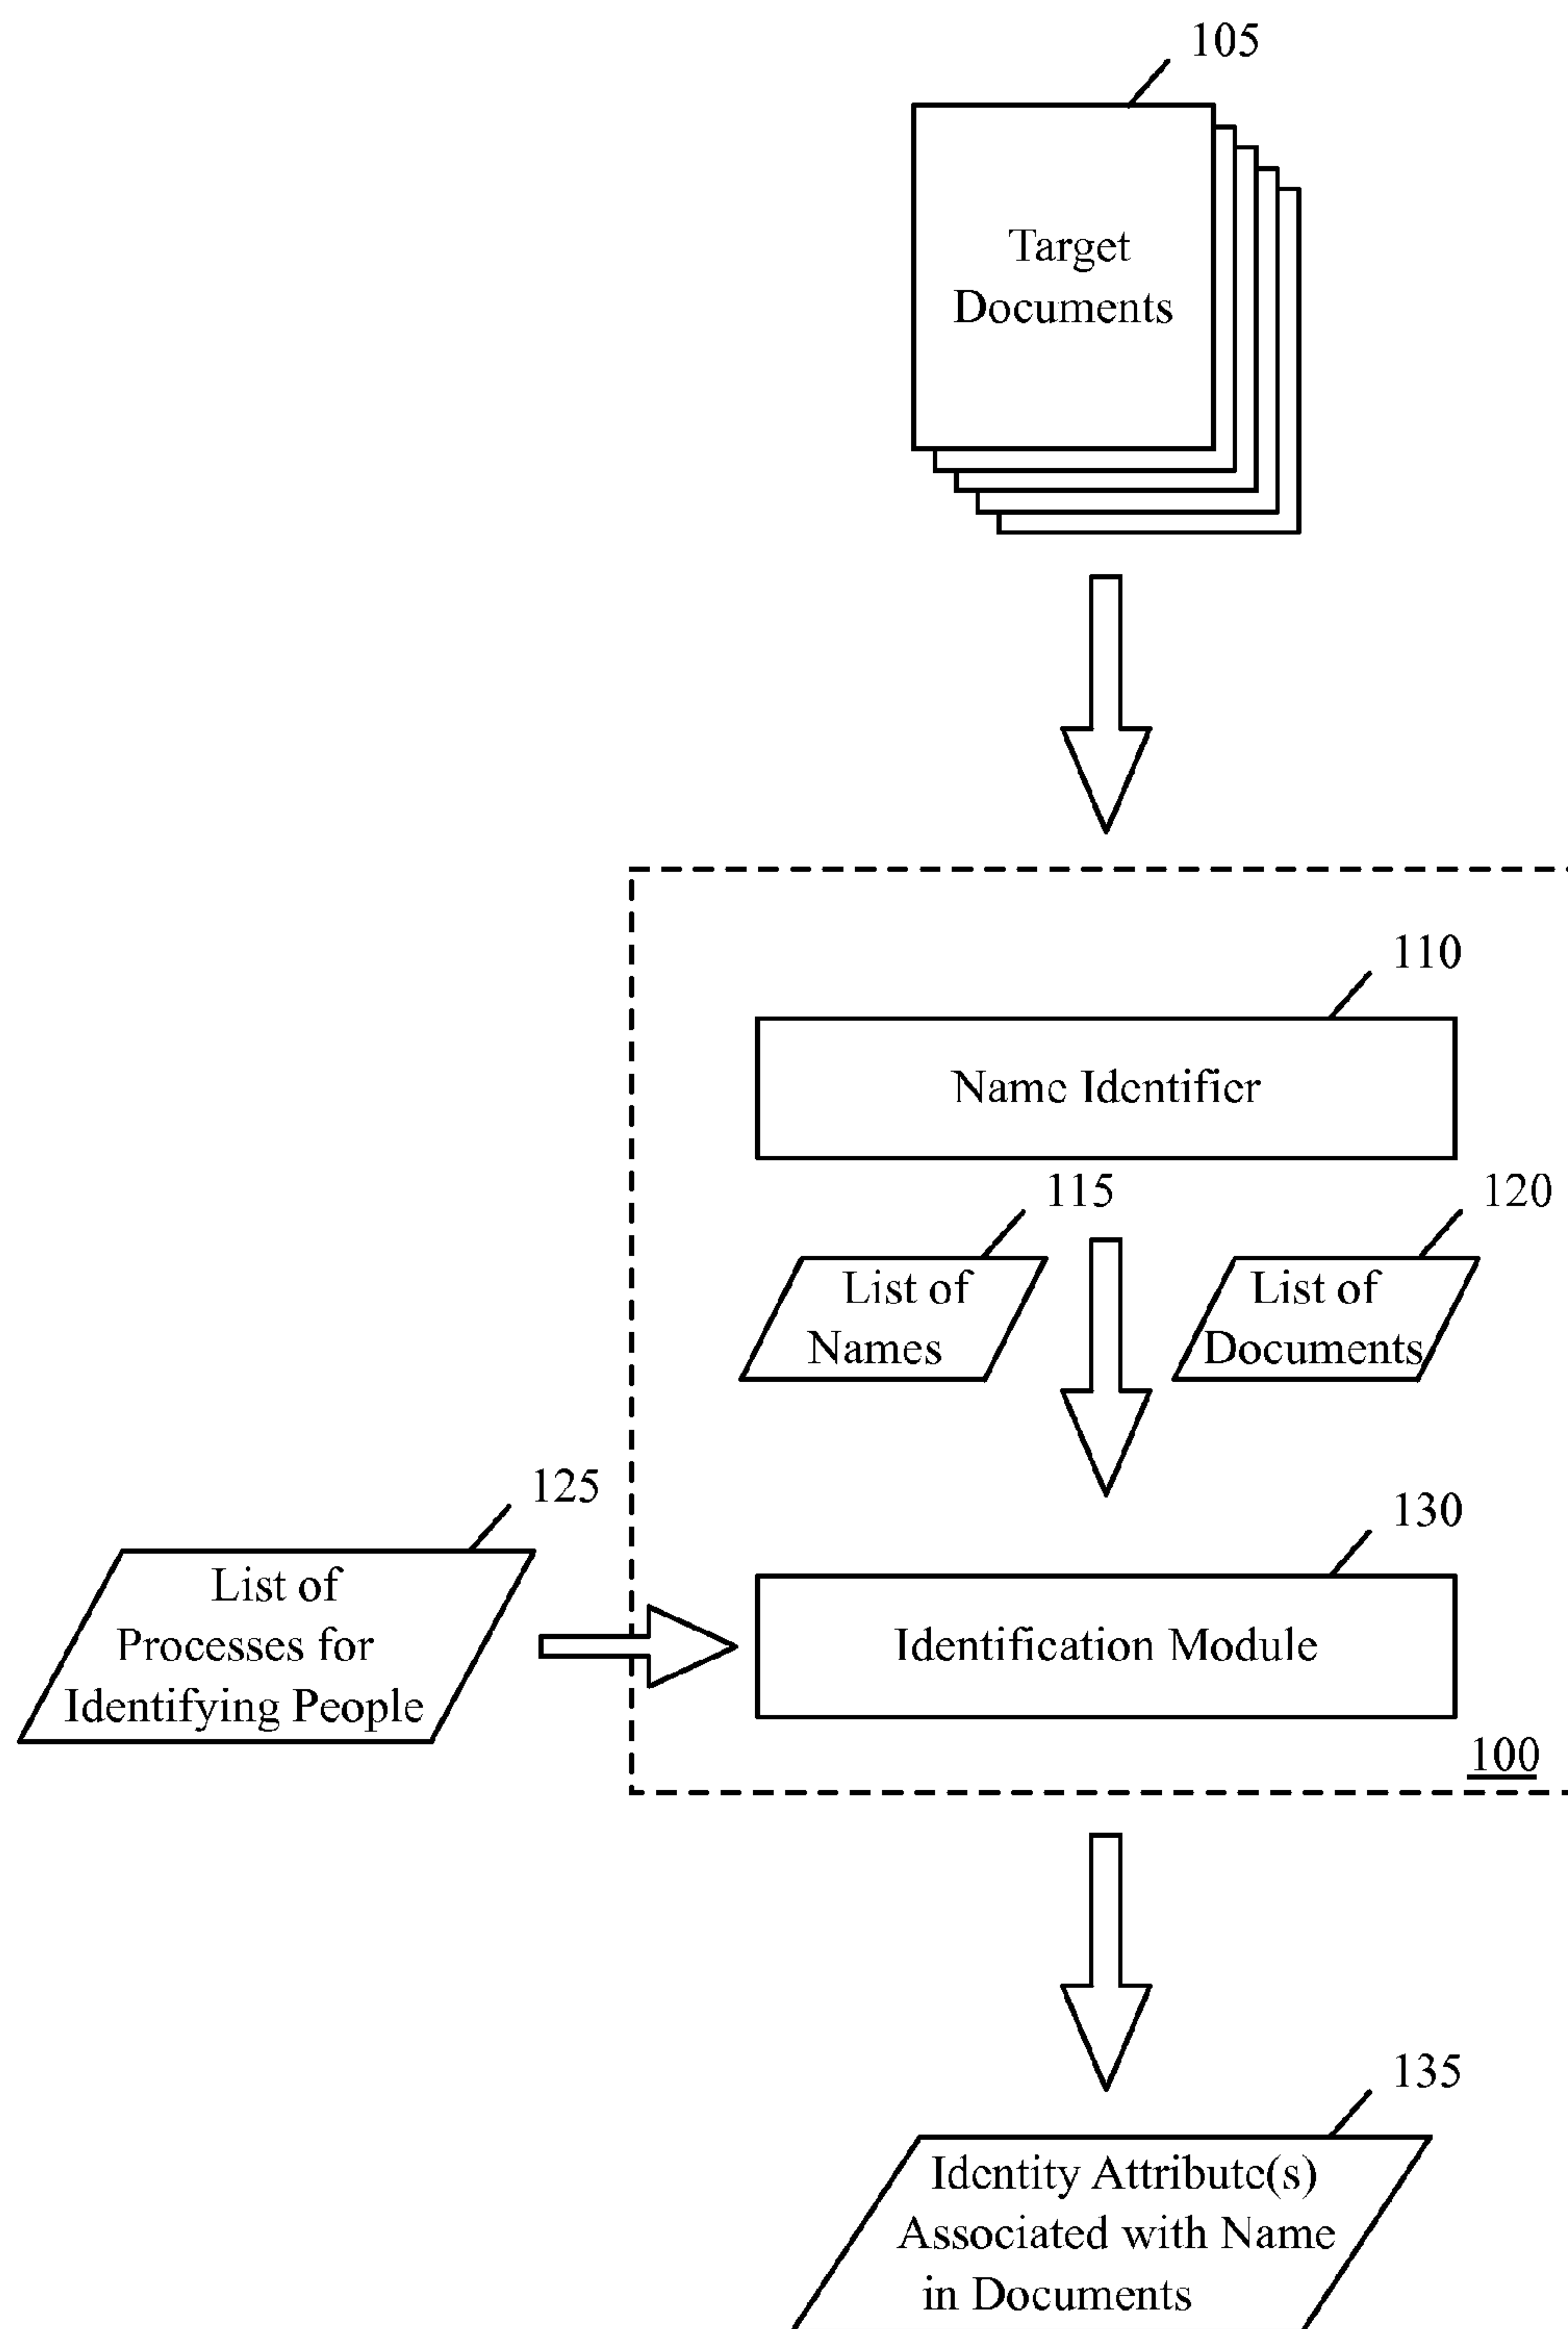 105
Target
Documents
110
Name Identifier
115
120
List of
Names
List of
Documents
125
130
List of
Processes for
Identifying People
Identification Module
100
135
Identity Attribute(s)
Associated with Name
in Documents